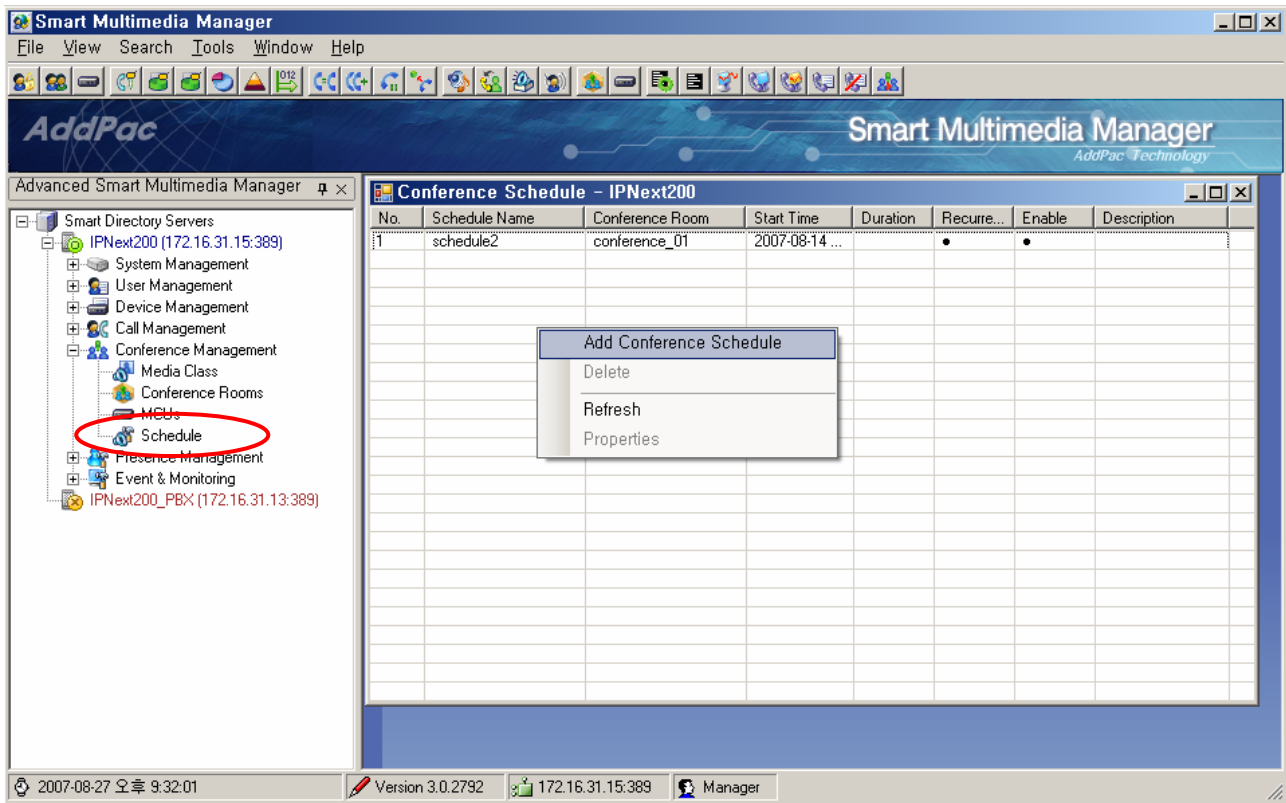 Smart Multimedia Manager
File View Search Tools Window Help
012
AddPac
Smart Multimedia Manager
AddPac Technology
Advanced Smart Multimedia Manager
Smart Directory Servers
IPNext200 (172.16.31.15:389)
System Management
User Management
Device Management
Call Management
Conference Management
Media Class
Conference Rooms
MCUs
Schedule
Presence Management
Event & Monitoring
IPNext200_PBX (172.16.31.13:389)
Conference Schedule - IPNext200
No. Schedule Name Conference Room Start Time Duration Recurre... Enable Description
1 schedule2 conference_01 2007-08-14 ... ● ●
Add Conference Schedule
Delete
Refresh
Properties
2007-08-27 오후 9:32:01 Version 3.0.2792 172.16.31.15:389 Manager